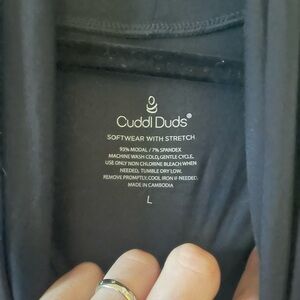 Cuddl Duds®
SOFTWEAR WITH STRETCH
93% MODAL / 7% SPANDEX
MACHINE WASH COLD, GENTLE CYCLE.
USE ONLY NON CHLORINE BLEACH WHEN
NEEDED, TUMBLE DRY LOW.
REMOVE PROMPTLY, COOL IRON IF NEEDED.
MADE IN CAMBODIA
L